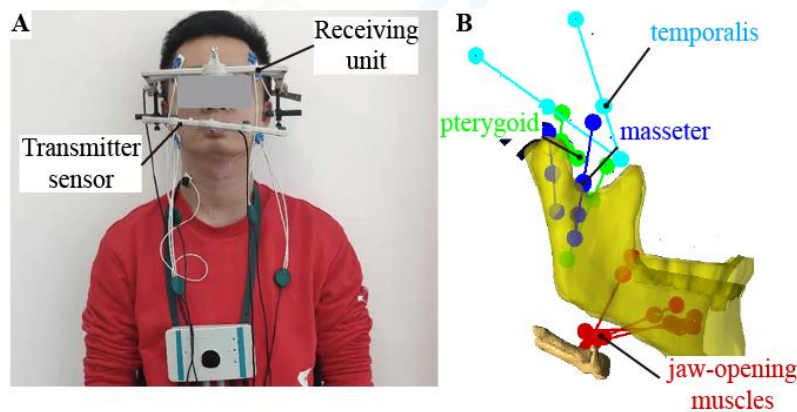 A
Receiving
unit
Transmitter
sensor
B
temporalis
pterygoid
masseter
jaw-opening
muscles